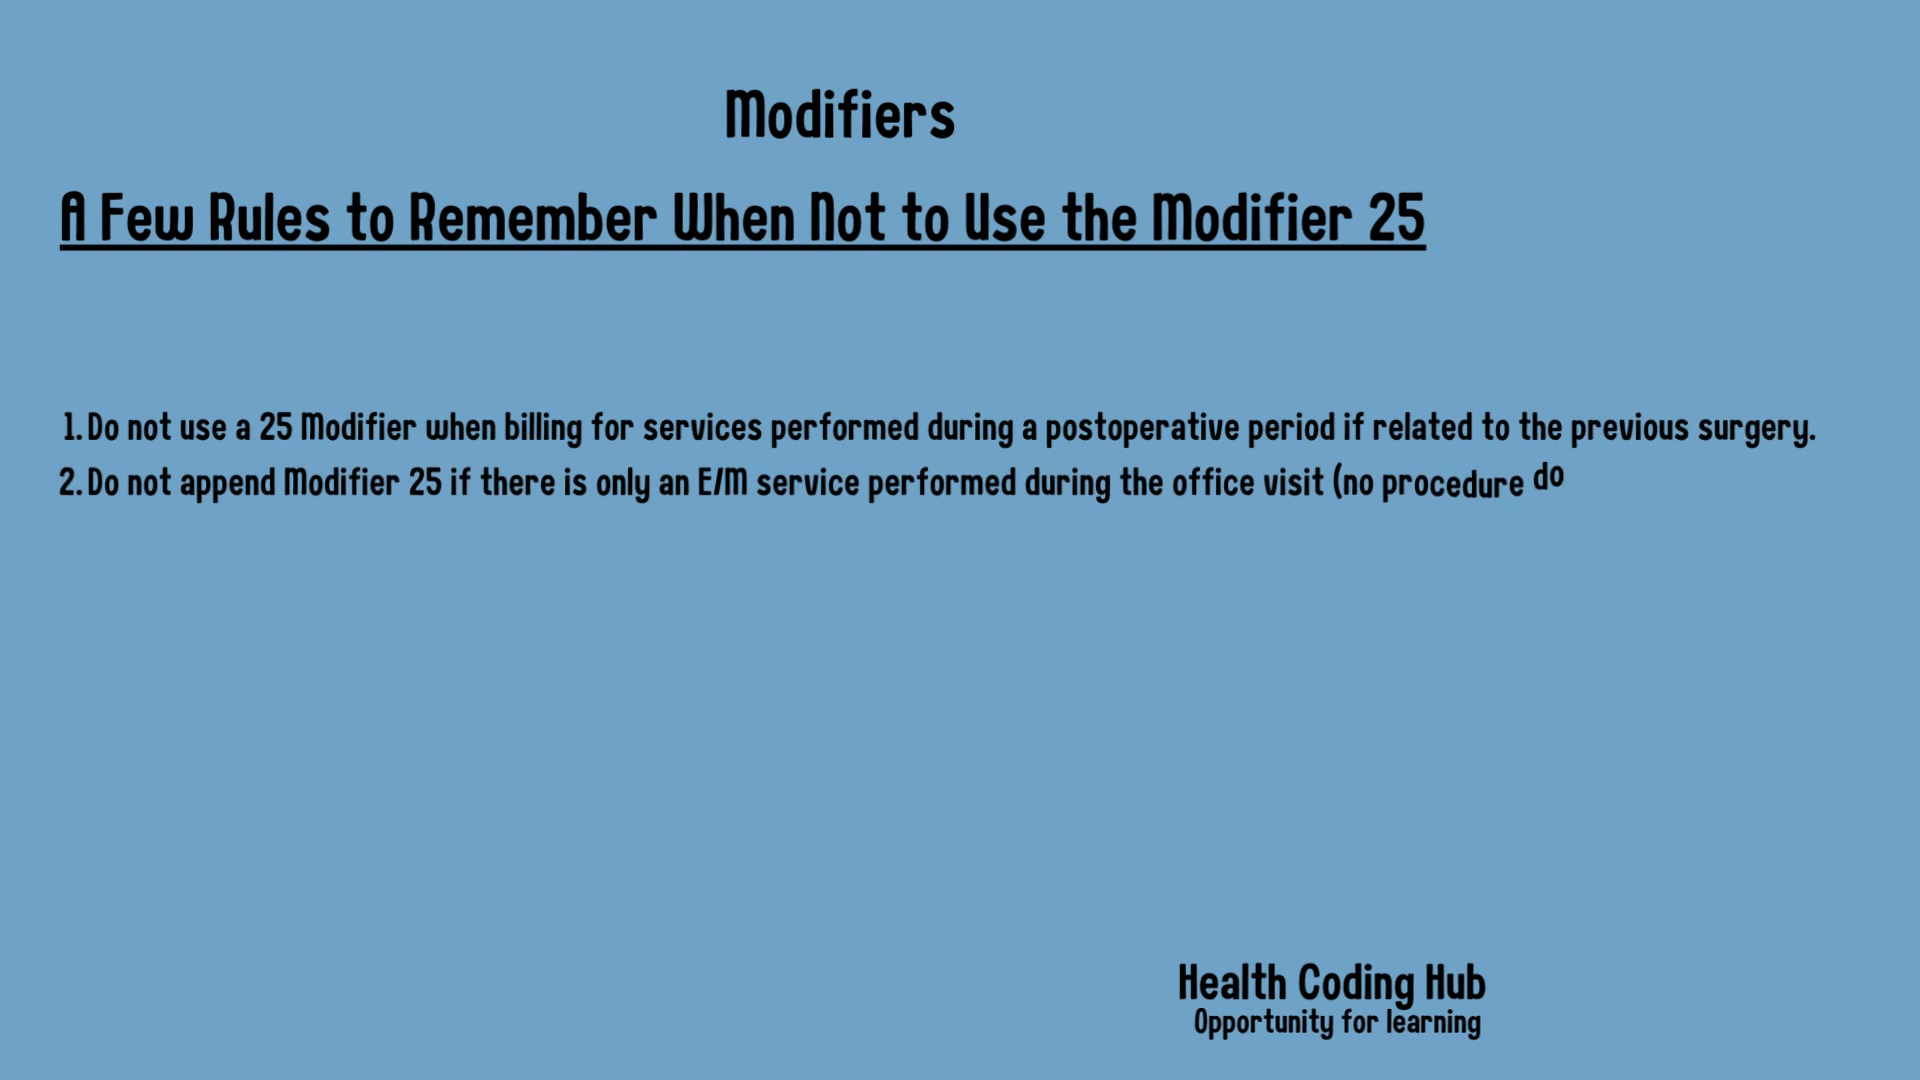 Modifiers
A Few Rules to Remember When Not to Use the Modifier 25
1. Do not use a 25 Modifier when billing for services performed during a postoperative period if related to the previous surgery.
2. Do not append Modifier 25 if there is only an E/M service performed during the office visit (no procedure do
Health Coding Hub
Opportunity for learning